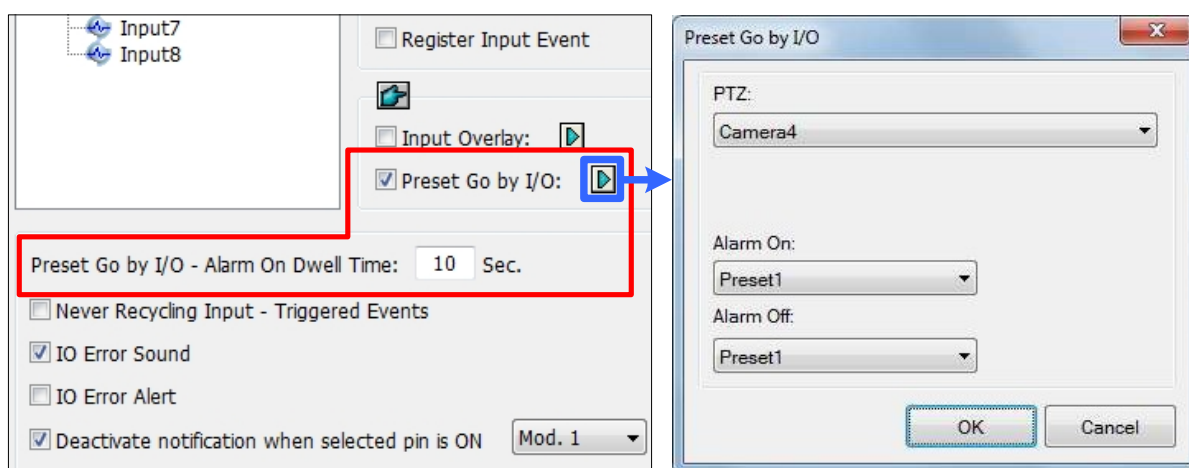 Input7
Input8
Register Input Event
Input Overlay:
Preset Go by I/O:
Preset Go by I/O - Alarm On Dwell Time: 10 Sec.
Never Recycling Input - Triggered Events
IO Error Sound
IO Error Alert
Deactivate notification when selected pin is ON Mod. 1
Preset Go by I/O
PTZ:
Camera4
Alarm On:
Preset1
Alarm Off:
Preset1
OK Cancel